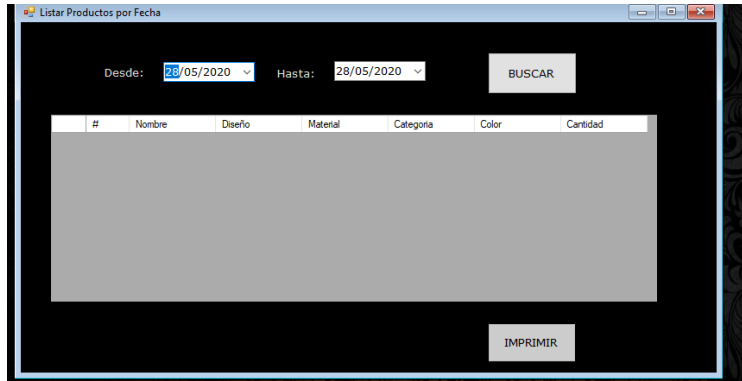 Listar Productos por Fecha
Desde: 28/05/2020 Hasta: 28/05/2020 BUSCAR
# Nombre Diseño Material Categoria Color Cantidad
IMPRIMIR